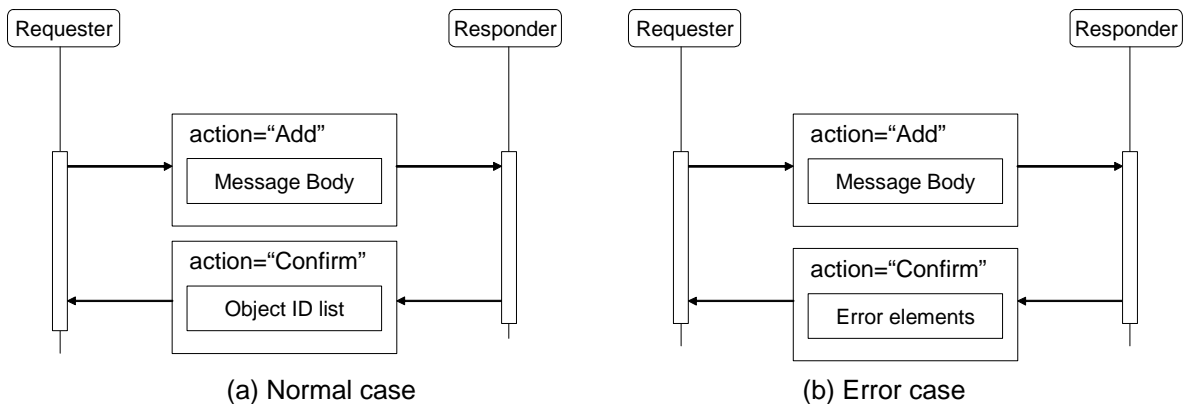 Requester
Responder
action=“Add”
Message Body
action=“Confirm”
Object ID list
(a) Normal case
Requester
Responder
action=“Add”
Message Body
action=“Confirm”
Error elements
(b) Error case